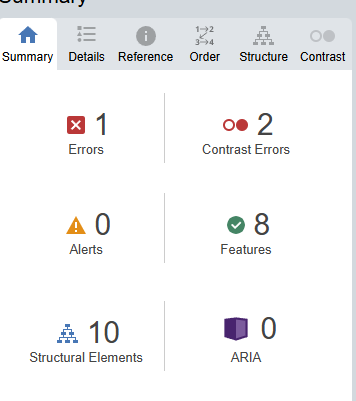 Summary
Summary Details Reference Order Structure Contrast
1 2
Errors Contrast Errors
0 8
Alerts Features
10 0
Structural Elements ARIA